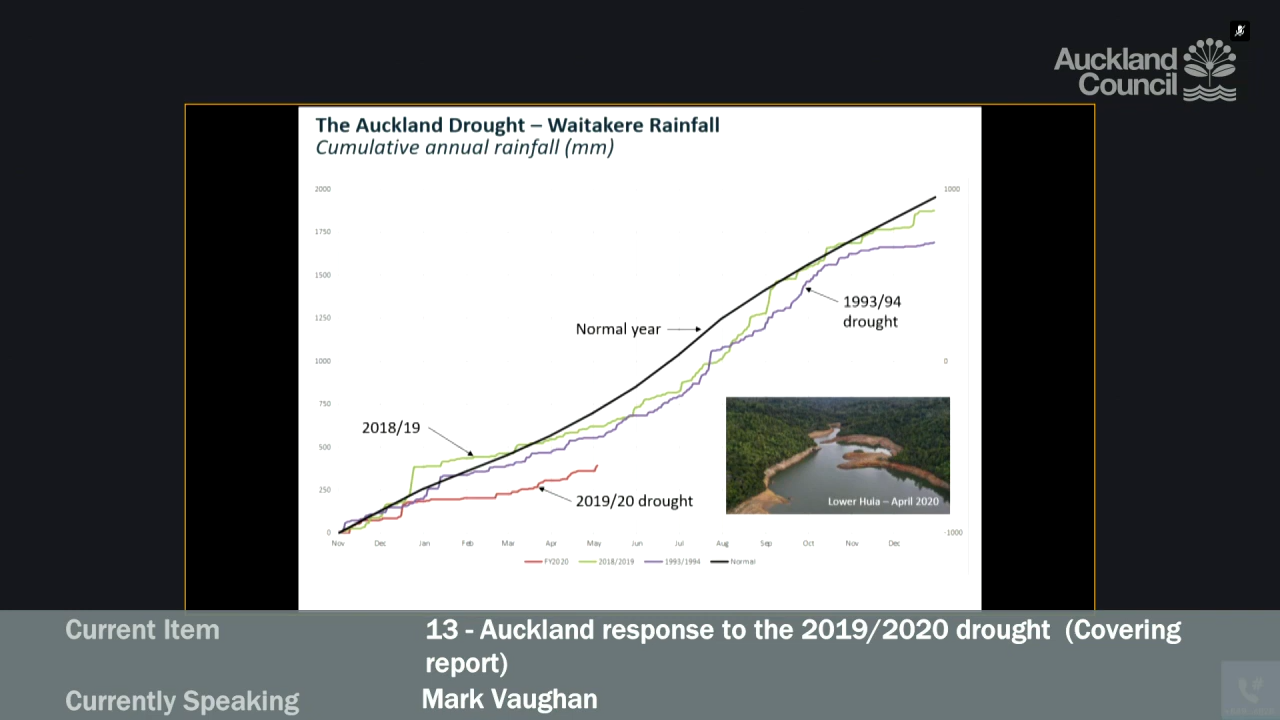 Auckland
Council
The Auckland Drought – Waitakere Rainfall
Cumulative annual rainfall (mm)
2000
1750
1500
1250
1000
750
500
250
0
1000
0
-1000
Normal year
1993/94
drought
2018/19
2019/20 drought
Lower Huia – April 2020
Nov Dec Jan Feb Mar Apr May Jun Jul Aug Sep Oct Nov Dec
FY2020 2018/2019 1993/1994 Normal
Current Item 13 - Auckland response to the 2019/2020 drought (Covering
report)
Currently Speaking Mark Vaughan